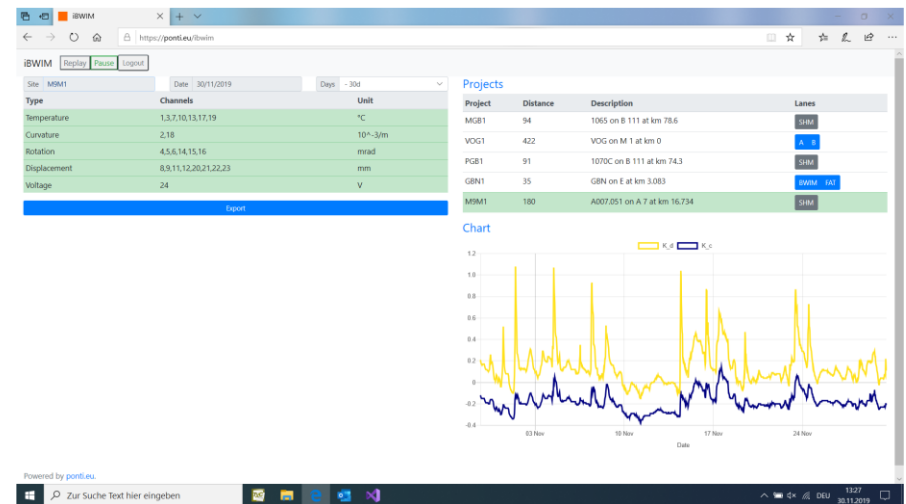 iBWIM
https://ponti.eu/ibwim
iBWIM Replay Pause Logout
Site M9M1 Date 30/11/2019 Days - 30d
Type Channels Unit
Temperature 1,3,7,10,13,17,19 °C
Curvature 2,18 10^-3/m
Rotation 4,5,6,14,15,16 mrad
Displacement 8,9,11,12,20,21,22,23 mm
Voltage 24 V
Export
Projects
Project Distance Description Lanes
MGB1 94 1065 on B 111 at km 78.6 SHM
VOG1 422 VOG on M 1 at km 0 A B
PGB1 91 1070C on B 111 at km 74.3 SHM
GBN1 35 GBN on E at km 3.083 BWIM FAT
M9M1 180 A007.051 on A 7 at km 16.734 SHM
Chart
K_d K_c
1.2
1.0
0.8
0.6
0.4
0.2
0
-0.2
-0.4
03 Nov 10 Nov 17 Nov 24 Nov
Date
Powered by ponti.eu.
Zur Suche Text hier eingeben
DEU
13:27
30.11.2019